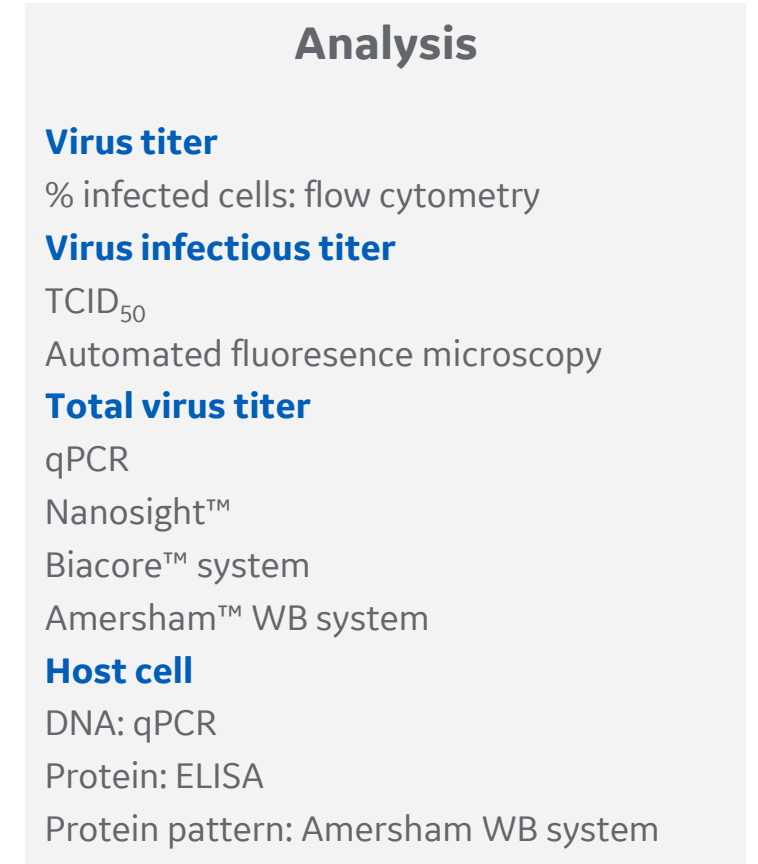 Analysis
Virus titer
% infected cells: flow cytometry
Virus infectious titer
TCID₅₀
Automated fluoresence microscopy
Total virus titer
qPCR
Nanosight™
Biacore™ system
Amersham™ WB system
Host cell
DNA: qPCR
Protein: ELISA
Protein pattern: Amersham WB system